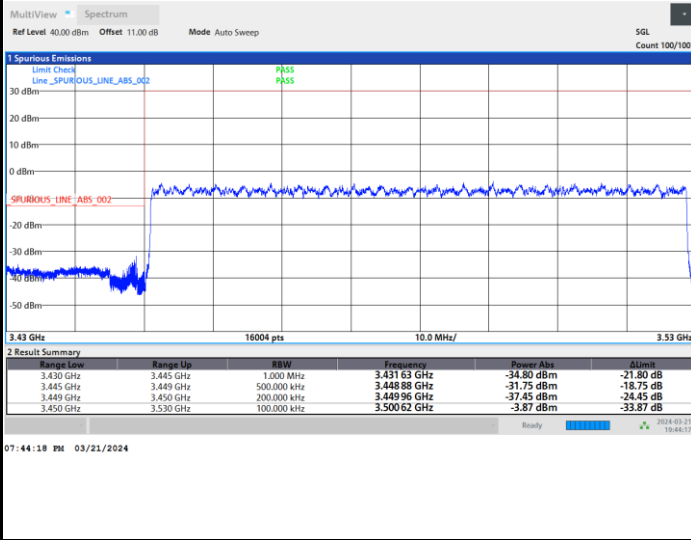 MultiView Spectrum
Ref Level 40.00 dBm Offset 11.00 dB Mode Auto Sweep SGL
Count 100/100
1 Spurious Emissions
Limit Check PASS
Line _SPURIOUS_LINE_ABS_002 PASS
30 dBm
20 dBm
10 dBm
0 dBm
_SPURIOUS_LINE_ABS_002
-20 dBm
-30 dBm
-40 dBm
-50 dBm
3.43 GHz 16004 pts 10.0 MHz/ 3.53 GHz
2 Result Summary
Range Low Range Up RBW Frequency Power Abs ΔLimit
3.430 GHz 3.445 GHz 1.000 MHz 3.431 63 GHz -34.80 dBm -21.80 dB
3.445 GHz 3.449 GHz 500.000 kHz 3.448 88 GHz -31.75 dBm -18.75 dB
3.449 GHz 3.450 GHz 200.000 kHz 3.449 96 GHz -37.45 dBm -24.45 dB
3.450 GHz 3.530 GHz 100.000 kHz 3.500 62 GHz -3.87 dBm -33.87 dB
Ready 2024-03-21
19:44:17
07:44:18 PM 03/21/2024